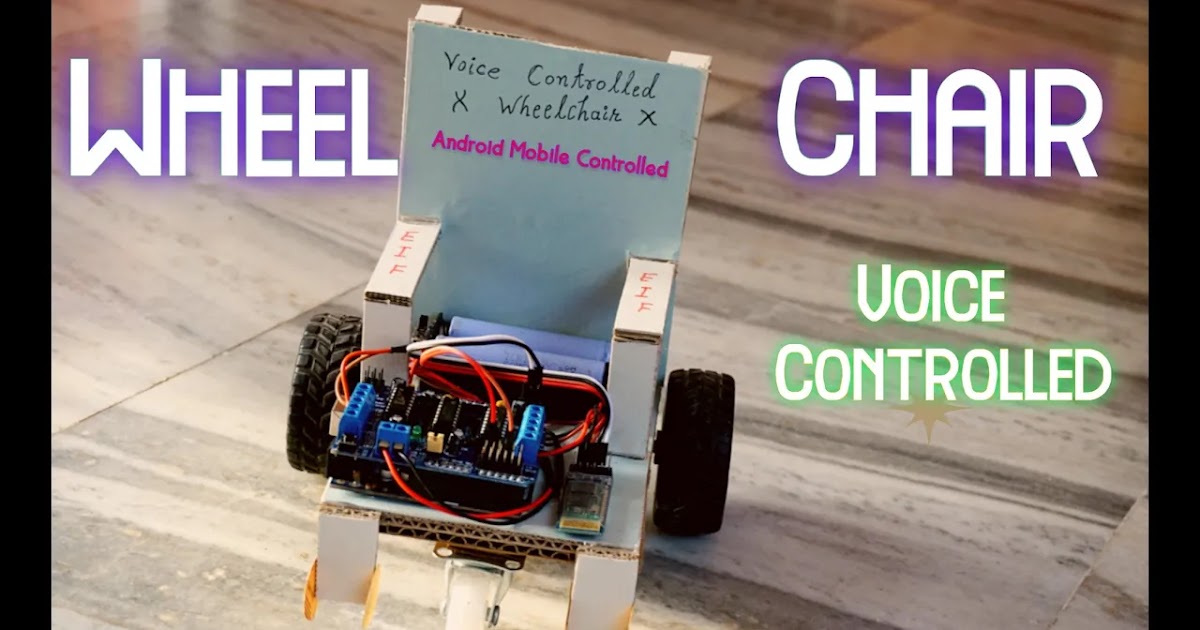 WHEEL CHAIR
Voice Controlled
X WheelChair X
Android Mobile Controlled
EIF
EIF
VOICE
CONTROLLED